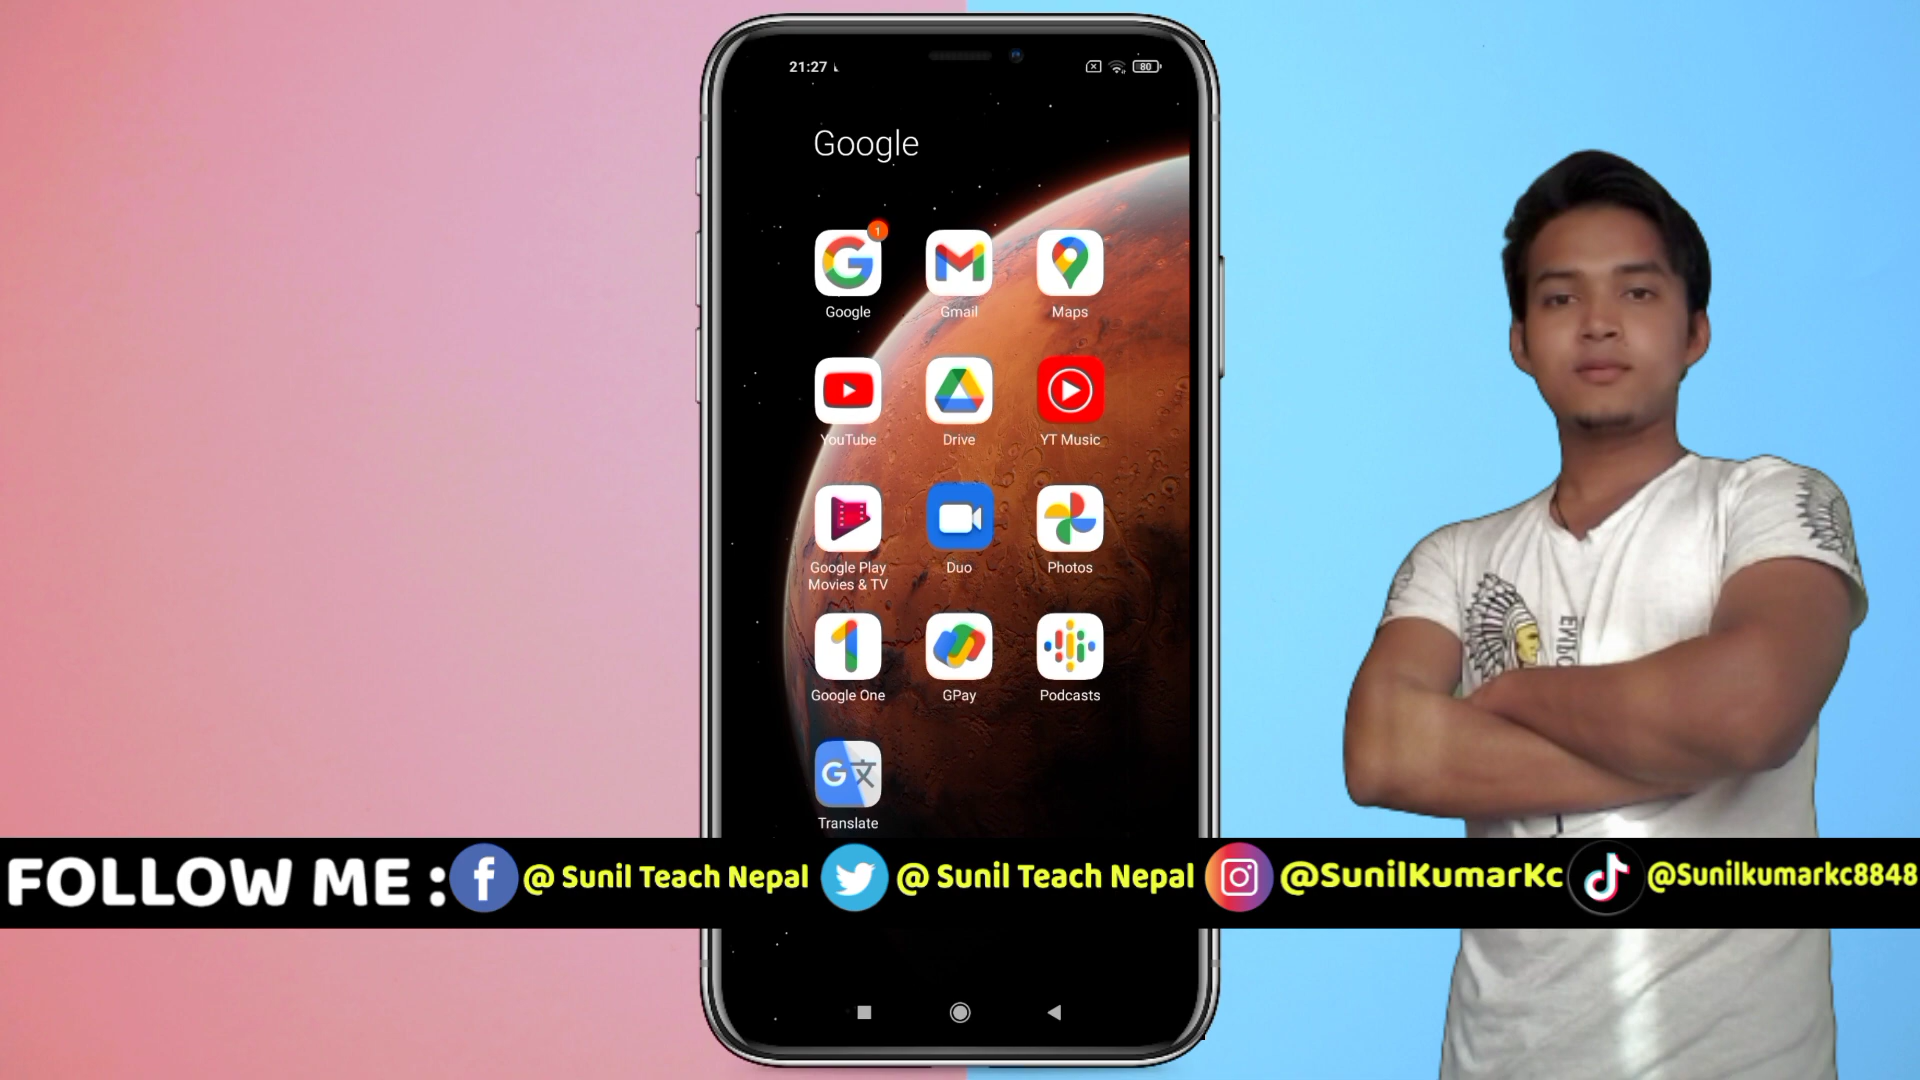 21:27
80
Google
1
Google
Gmail
Maps
YouTube
Drive
YT Music
Google Play
Movies & TV
Duo
Photos
Google One
GPay
Podcasts
Translate
FOLLOW ME : @ Sunil Teach Nepal @ Sunil Teach Nepal @SunilKumarKc @Sunilkumarkc8848